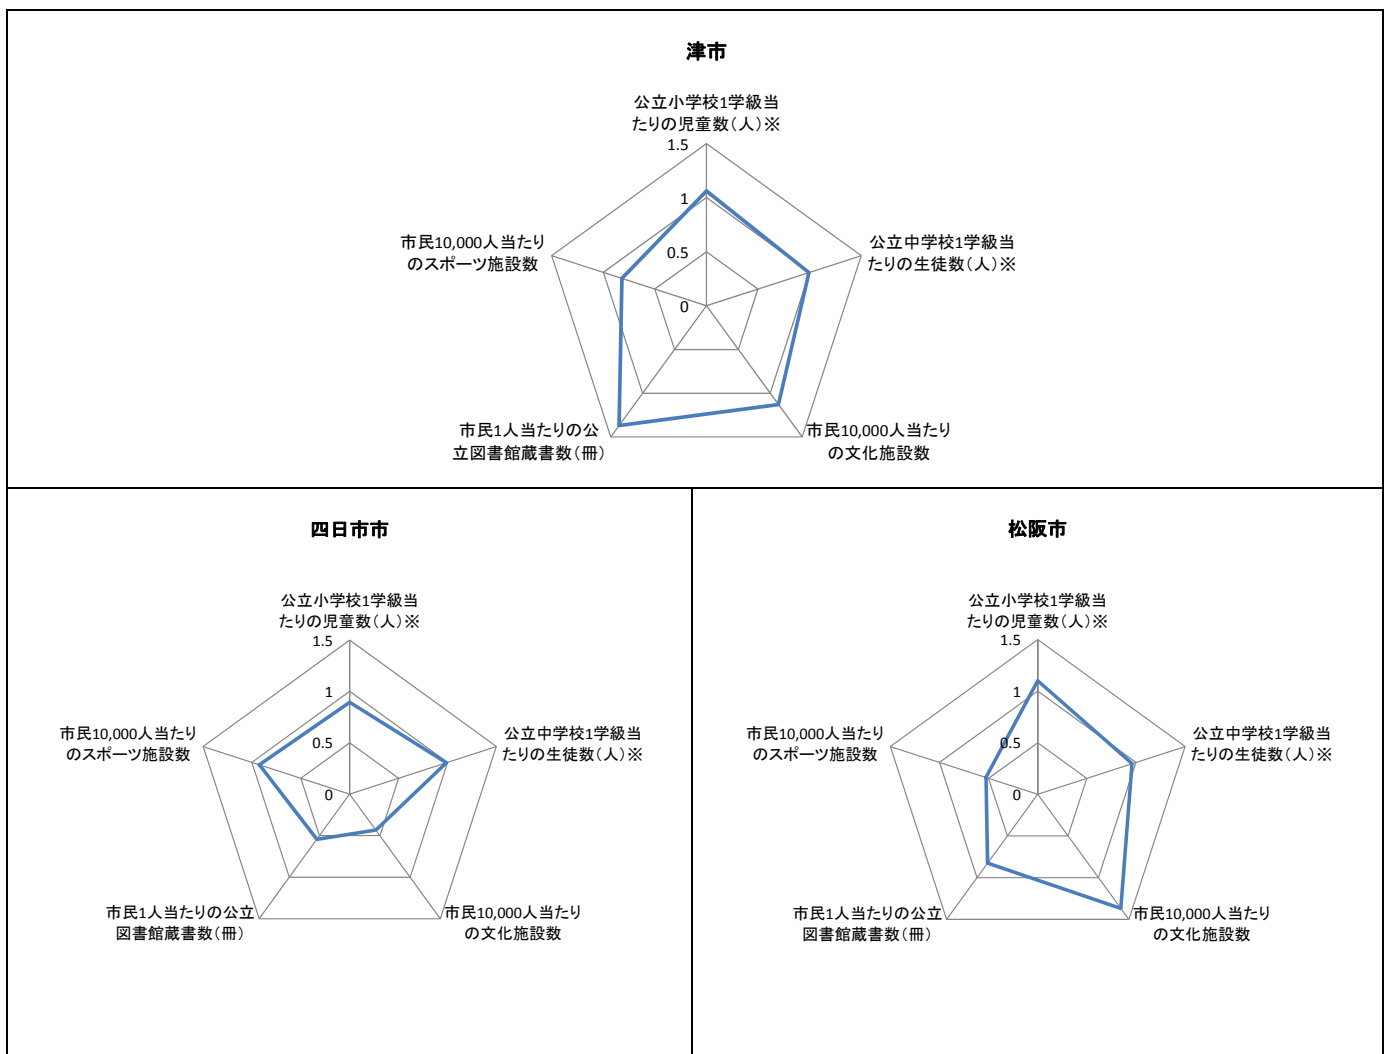 津市
公立小学校1学級当
たりの児童数(人)※
1.5
1
0.5
0
公立中学校1学級当
たりの生徒数(人)※
市民10,000人当たり
の文化施設数
市民1人当たりの公
立図書館蔵書数(冊)
市民10,000人当たり
のスポーツ施設数
四日市市
公立小学校1学級当
たりの児童数(人)※
1.5
1
0.5
0
公立中学校1学級当
たりの生徒数(人)※
市民10,000人当たり
の文化施設数
市民1人当たりの公立
図書館蔵書数(冊)
市民10,000人当たり
のスポーツ施設数
松阪市
公立小学校1学級当
たりの児童数(人)※
1.5
1
0.5
0
公立中学校1学級当
たりの生徒数(人)※
市民10,000人当たり
の文化施設数
市民1人当たりの公立
図書館蔵書数(冊)
市民10,000人当たり
のスポーツ施設数